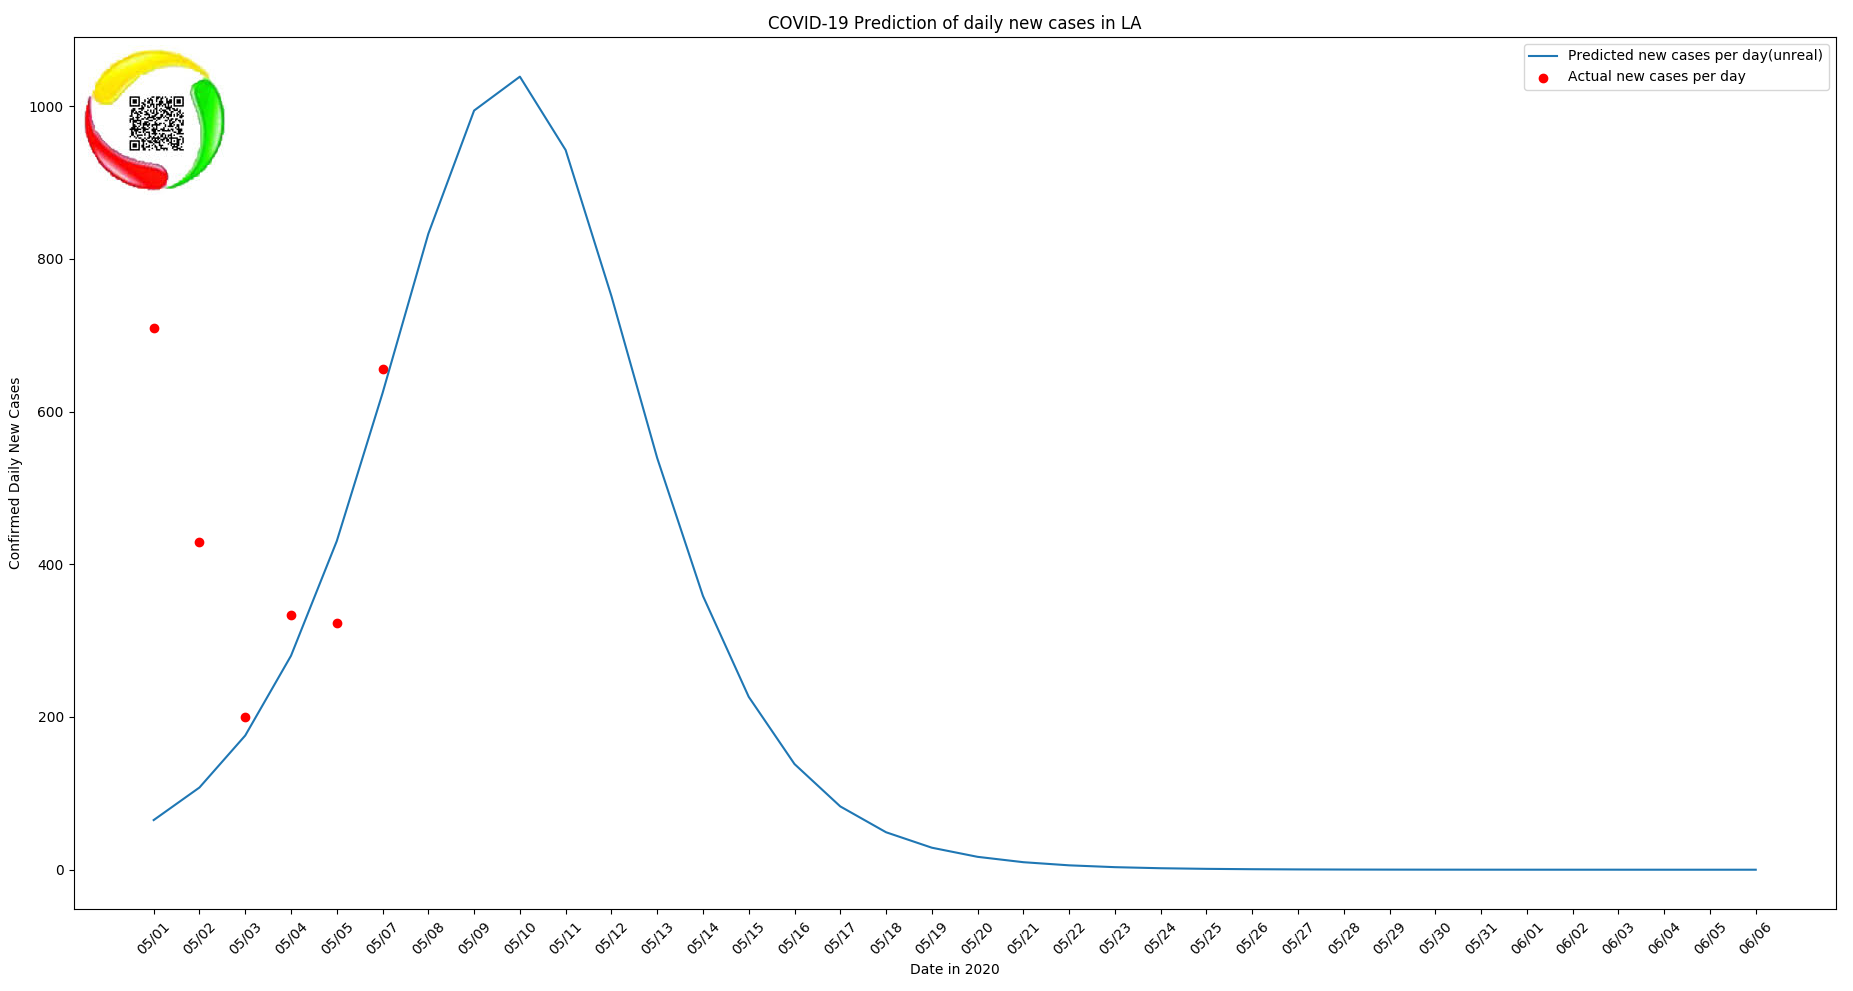 COVID-19 Prediction of daily new cases in LA
Predicted new cases per day(unreal)
Actual new cases per day
Confirmed Daily New Cases
1000
800
600
400
200
0
05/01 05/02 05/03 05/04 05/05 05/07 05/08 05/09 05/10 05/11 05/12 05/13 05/14 05/15 05/16 05/17 05/18 05/19 05/20 05/21 05/22 05/23 05/24 05/25 05/26 05/27 05/28 05/29 05/30 05/31 06/01 06/02 06/03 06/04 06/05 06/06
Date in 2020